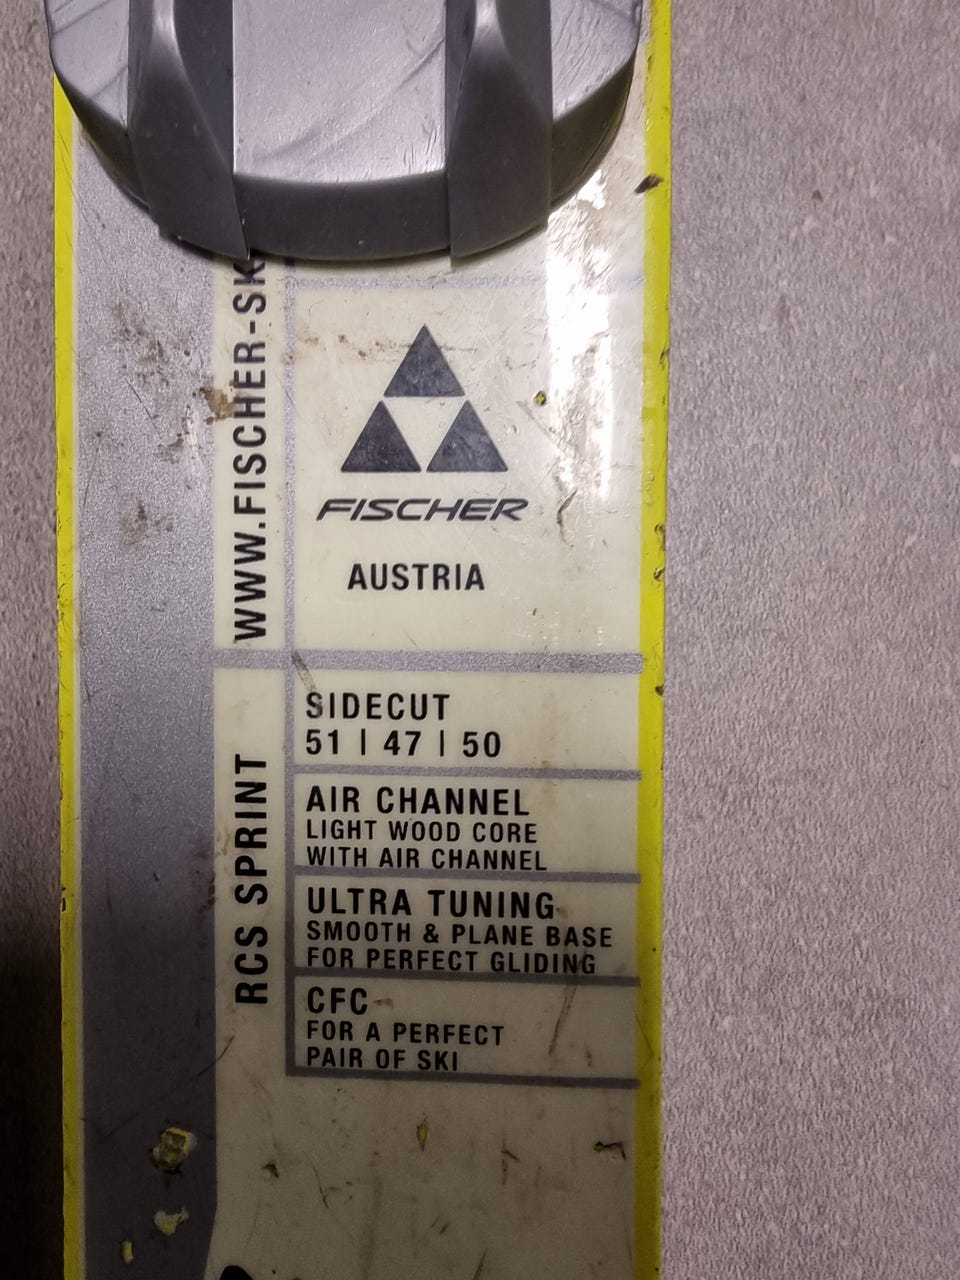 WWW.FISCHER-SK
FISCHER
AUSTRIA
RCS SPRINT
SIDECUT
51 | 47 | 50
AIR CHANNEL
LIGHT WOOD CORE
WITH AIR CHANNEL
ULTRA TUNING
SMOOTH & PLANE BASE
FOR PERFECT GLIDING
CFC
FOR A PERFECT
PAIR OF SKI